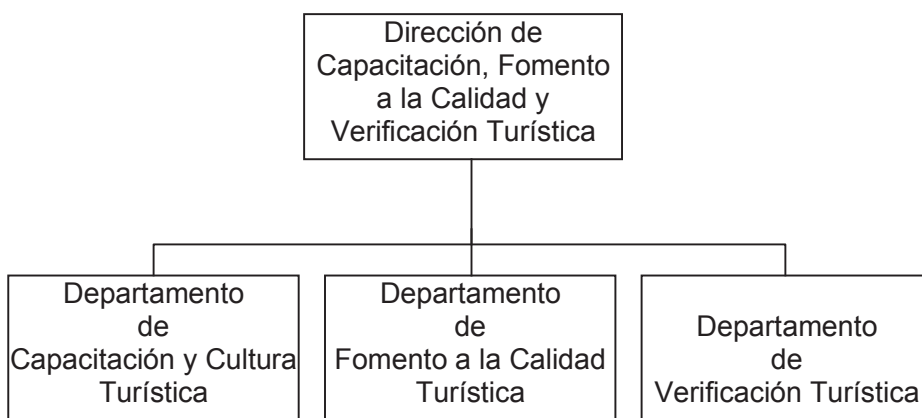 Dirección de
Capacitación, Fomento
a la Calidad y
Verificación Turística
Departamento
de
Capacitación y Cultura
Turística
Departamento
de
Fomento a la Calidad
Turística
Departamento
de
Verificación Turística